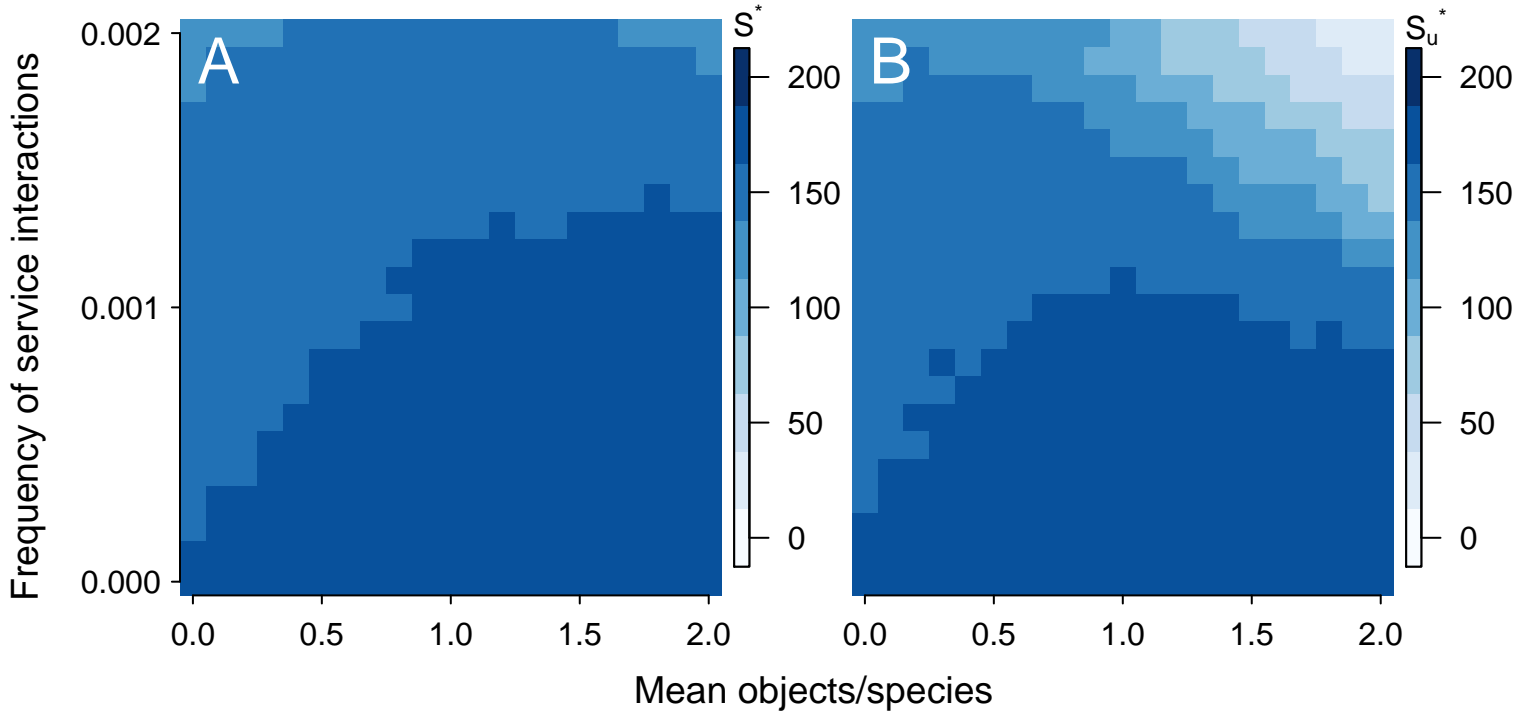 Frequency of service interactions
0.002
0.001
0.000
A
S*
200
150
100
50
0
0.0 0.5 1.0 1.5 2.0
B
Su*
200
150
100
50
0
0.0 0.5 1.0 1.5 2.0
Mean objects/species